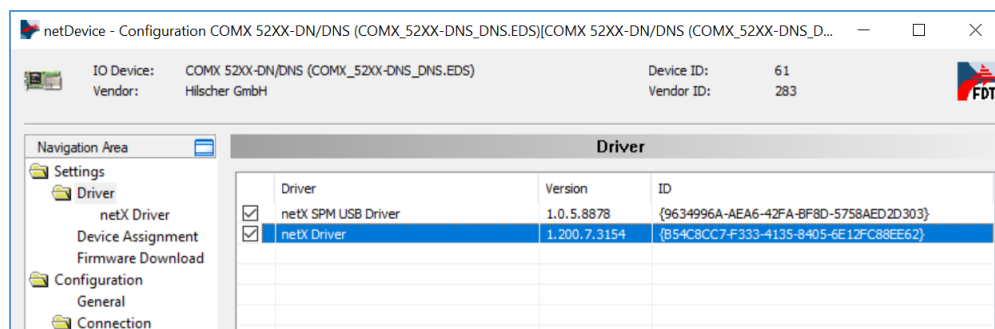 netDevice - Configuration COMX 52XX-DN/DNS (COMX_52XX-DNS_DNS.EDS)[COMX 52XX-DN/DNS (COMX_52XX-DNS_D...
IO Device: COMX 52XX-DN/DNS (COMX_52XX-DNS_DNS.EDS) Device ID: 61
Vendor: Hilscher GmbH Vendor ID: 283
FDT
Navigation Area
Driver
Settings
Driver
netX Driver
Device Assignment
Firmware Download
Configuration
General
Connection
Driver Version ID
netX SPM USB Driver 1.0.5.8878 {9634996A-AEA6-42FA-BF8D-5758AED2D303}
netX Driver 1.200.7.3154 {B54C8CC7-F333-4135-8405-6E12FC88EE62}